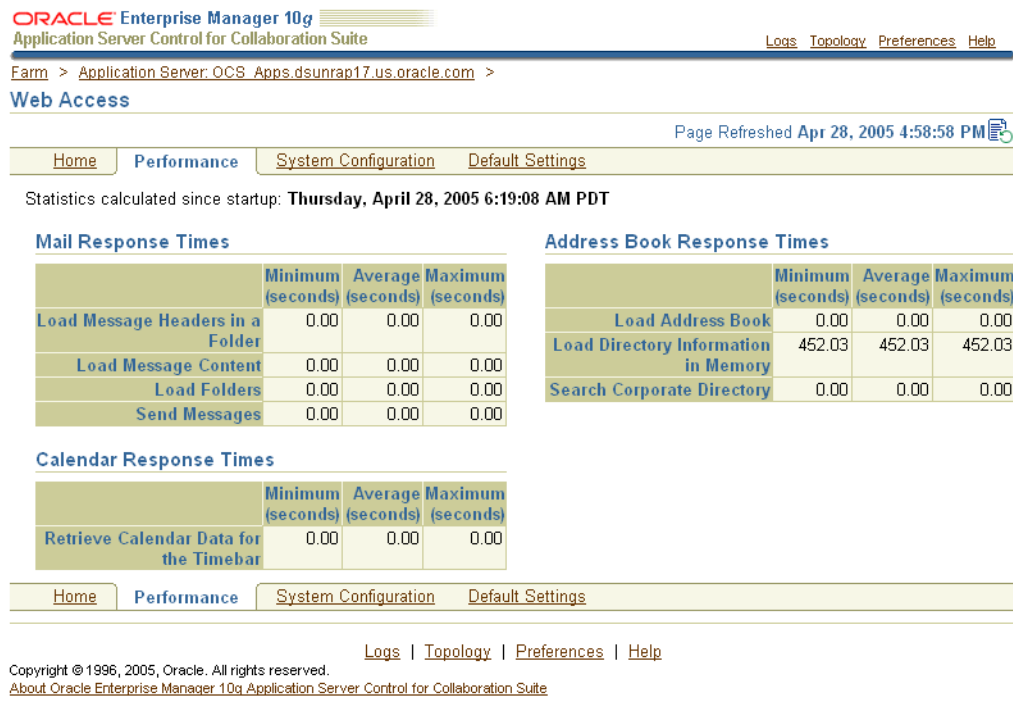 ORACLE Enterprise Manager 10g
Application Server Control for Collaboration Suite
Logs Topology Preferences Help
Farm > Application Server: OCS_Apps.dsunrap17.us.oracle.com >
Web Access
Page Refreshed Apr 28, 2005 4:58:58 PM
Home Performance System Configuration Default Settings
Statistics calculated since startup: Thursday, April 28, 2005 6:19:08 AM PDT
Mail Response Times
Minimum Average Maximum
(seconds) (seconds) (seconds)
Load Message Headers in a 0.00 0.00 0.00
Folder
Load Message Content 0.00 0.00 0.00
Load Folders 0.00 0.00 0.00
Send Messages 0.00 0.00 0.00
Address Book Response Times
Minimum Average Maximum
(seconds) (seconds) (seconds)
Load Address Book 0.00 0.00 0.00
Load Directory Information 452.03 452.03 452.03
in Memory
Search Corporate Directory 0.00 0.00 0.00
Calendar Response Times
Minimum Average Maximum
(seconds) (seconds) (seconds)
Retrieve Calendar Data for 0.00 0.00 0.00
the Timebar
Home Performance System Configuration Default Settings
Logs | Topology | Preferences | Help
Copyright © 1996, 2005, Oracle. All rights reserved.
About Oracle Enterprise Manager 10g Application Server Control for Collaboration Suite